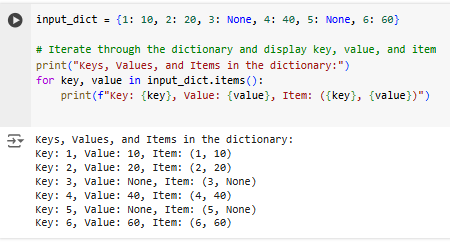 input_dict = {1: 10, 2: 20, 3: None, 4: 40, 5: None, 6: 60}
# Iterate through the dictionary and display key, value, and item
print("Keys, Values, and Items in the dictionary:")
for key, value in input_dict.items():
    print(f"Key: {key}, Value: {value}, Item: ({key}, {value})")
Keys, Values, and Items in the dictionary:
Key: 1, Value: 10, Item: (1, 10)
Key: 2, Value: 20, Item: (2, 20)
Key: 3, Value: None, Item: (3, None)
Key: 4, Value: 40, Item: (4, 40)
Key: 5, Value: None, Item: (5, None)
Key: 6, Value: 60, Item: (6, 60)